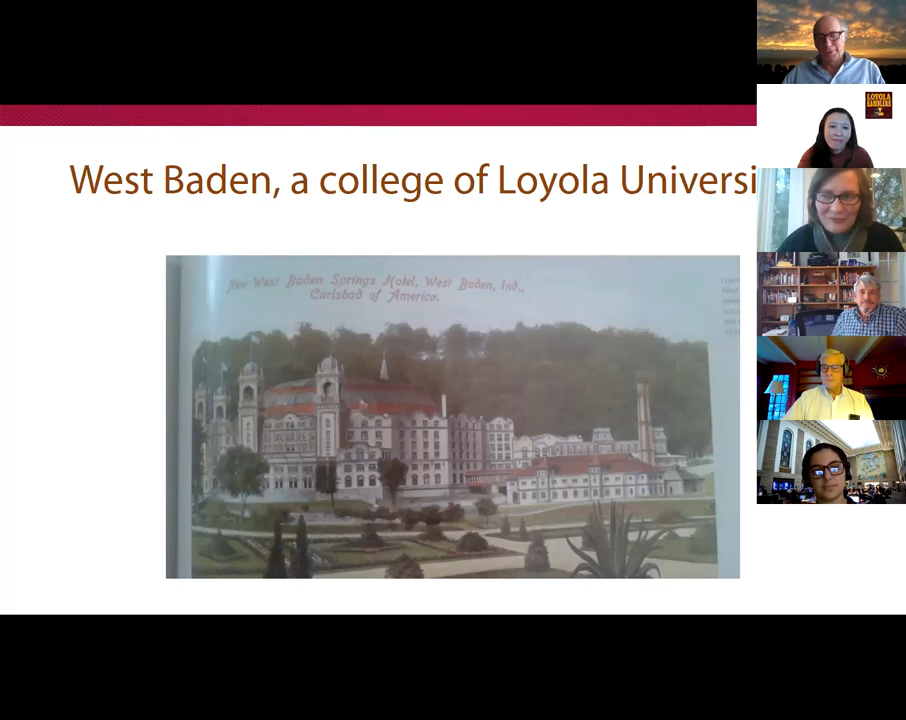 West Baden, a college of Loyola Universi
New West Baden Springs Hotel, West Baden, Ind.,
Carlsbad of America.
LOYOLA
RAMBLERS